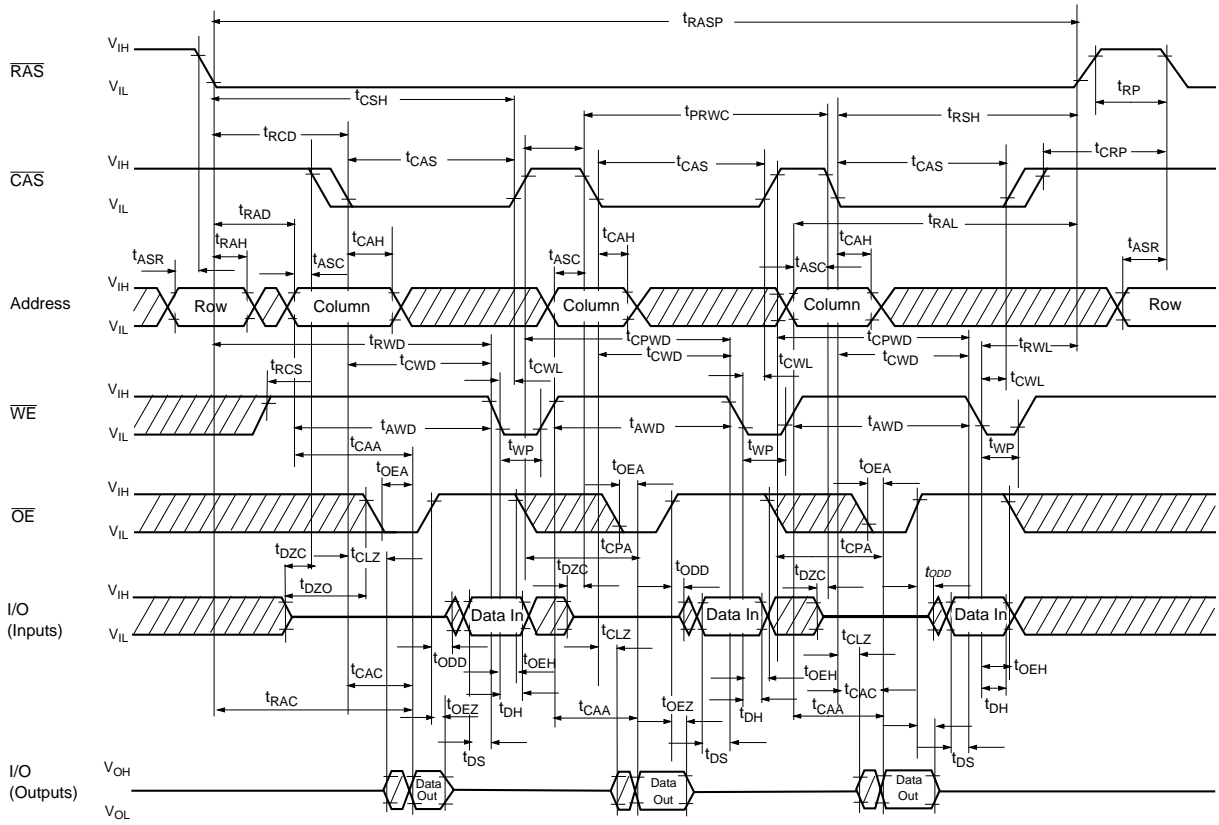 tRASP
VIH
RAS
VIL
tRP
tCSH
tPRWC
tRSH
tRCD
tCRP
VIH
tCAS
tCAS
tCAS
CAS
VIL
tRAD
tRAL
tRAH
tCAH
tCAH
tCAH
tASR
tASC
tASC
tASC
tASR
VIH
Address
Row
Column
Column
Column
Row
VIL
tRWD
tCPWD
tCPWD
tRWL
tCWD
tCWD
tCWD
tRCS
tCWL
tCWL
tCWL
VIH
WE
tAWD
tAWD
tAWD
VIL
tWP
tWP
tWP
tCAA
tOEA
tOEA
tOEA
VIH
OE
VIL
tDZC
tCLZ
tCPA
tCPA
tDZC
tODD
tDZC
tODD
tDZO
VIH
I/O
(Inputs)
Data In
Data In
Data In
VIL
tCLZ
tCLZ
tODD
tOEH
tOEH
tOEH
tCAC
tCAC
tRAC
tOEZ
tDH
tCAA
tOEZ
tDH
tCAA
tDH
tDS
tDS
tDS
VOH
I/O
(Outputs)
Data
Out
Data
Out
Data
Out
VOL